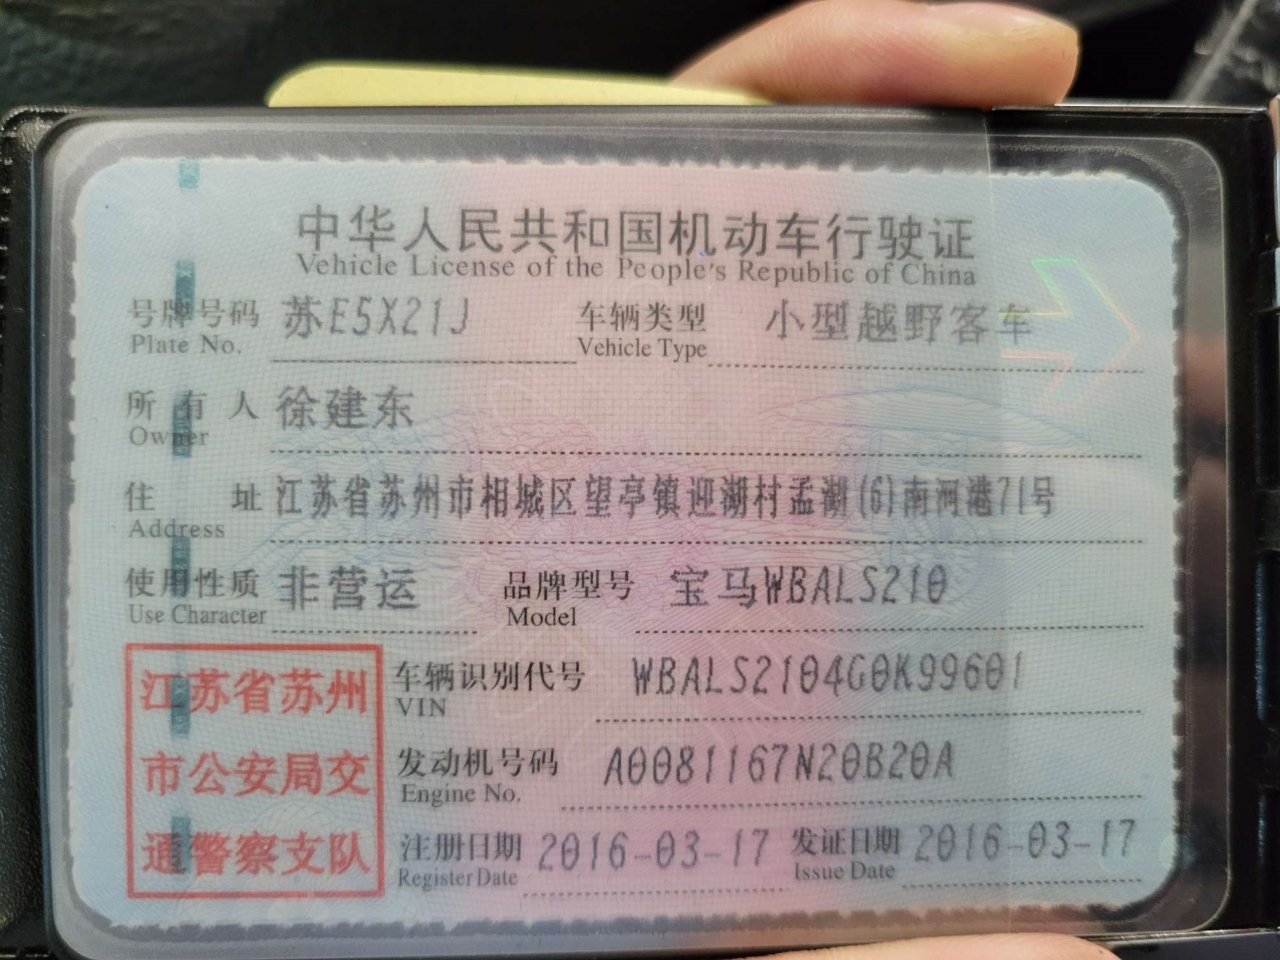 中华人民共和国机动车行驶证
Vehicle License of the People's Republic of China
号牌号码 苏E5X21J 车辆类型 小型越野客车
Plate No. Vehicle Type
所有人 徐建东
Owner
住址 江苏省苏州市相城区望亭镇迎湖村孟湖(6)南河港71号
Address
使用性质 非营运 品牌型号 宝马WBALS210
Use Character Model
江苏省苏州
市公安局交
通警察支队
车辆识别代号 WBALS2104G0K99601
VIN
发动机号码 A0081167N20B20A
Engine No.
注册日期 2016-03-17 发证日期 2016-03-17
Register Date Issue Date